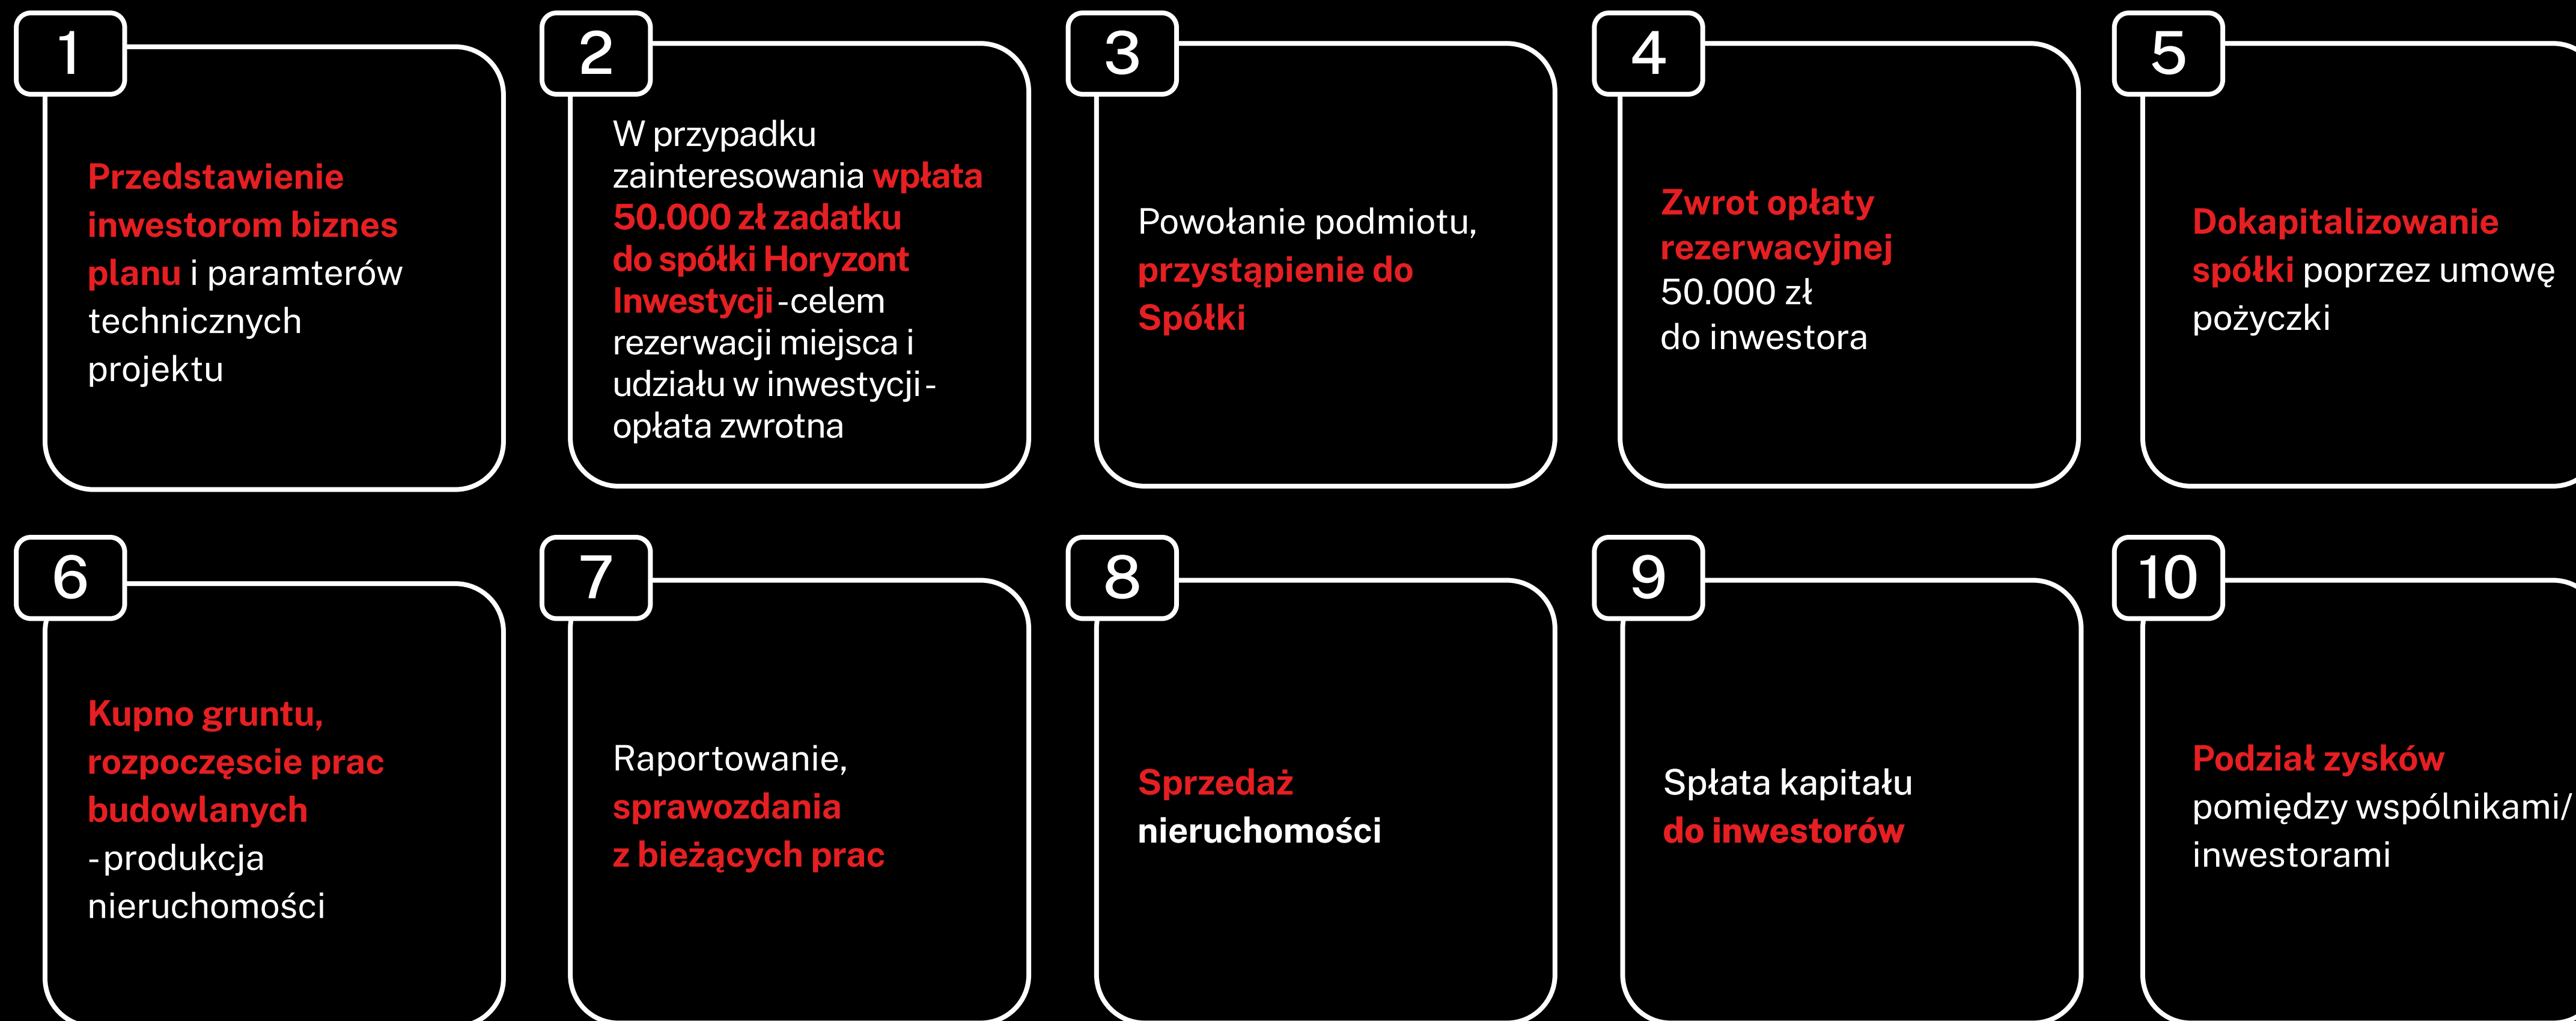 1
Przedstawienie
inwestorom biznes
planu i paramterów
technicznych
projektu
2
W przypadku
zainteresowania wpłata
50.000 zł zadatku
do spółki Horyzont
Inwestycji - celem
rezerwacji miejsca i
udziału w inwestycji -
opłata zwrotna
3
Powołanie podmiotu,
przystąpienie do
Spółki
4
Zwrot opłaty
rezerwacyjnej
50.000 zł
do inwestora
5
Dokapitalizowanie
spółki poprzez umowę
pożyczki
6
Kupno gruntu,
rozpoczęscie prac
budowlanych
- produkcja
nieruchomości
7
Raportowanie,
sprawozdania
z bieżących prac
8
Sprzedaż
nieruchomości
9
Spłata kapitału
do inwestorów
10
Podział zysków
pomiędzy wspólnikami/
inwestorami